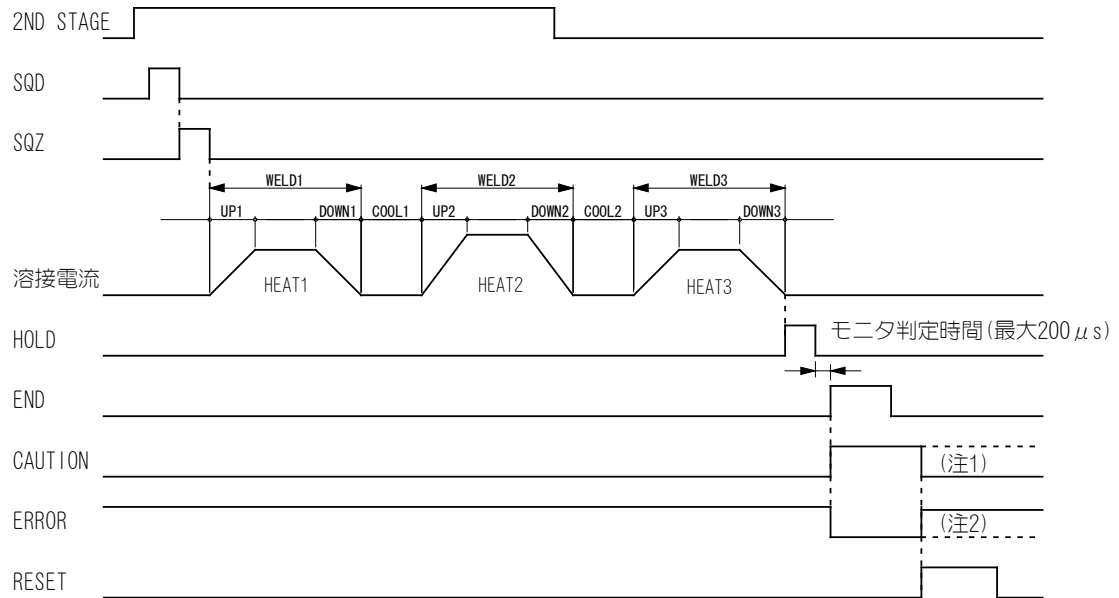 2ND STAGE
SQD
SQZ
WELD1 WELD2 WELD3
UP1 DOWN1 COOL1 UP2 DOWN2 COOL2 UP3 DOWN3
溶接電流
HEAT1 HEAT2 HEAT3
HOLD
モニタ判定時間(最大200μs)
END
CAUTION
(注1)
ERROR
(注2)
RESET